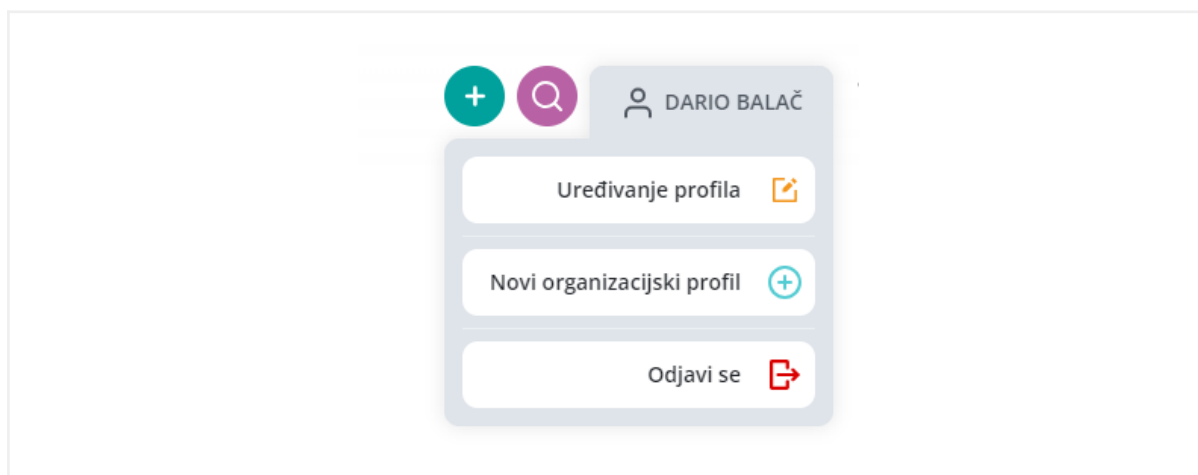 DARIO BALAČ
Uređivanje profila
Novi organizacijski profil
Odjavi se